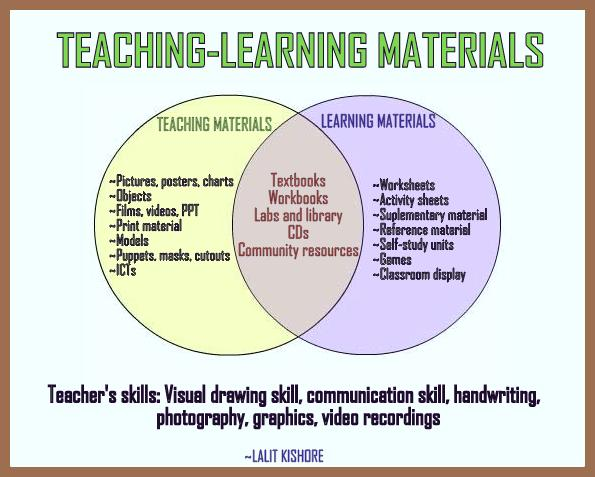 TEACHING-LEARNING MATERIALS
TEACHING MATERIALS
~Pictures, posters, charts
~Objects
~Films, videos, PPT
~Print material
~Models
~Puppets, masks, cutouts
~ICTs
Textbooks
Workbooks
Labs and library
CDs
Community resources
LEARNING MATERIALS
~Worksheets
~Activity sheets
~Suplementary material
~Reference material
~Self-study units
~Games
~Classroom display
Teacher's skills: Visual drawing skill, communication skill, handwriting,
photography, graphics, video recordings
~LALIT KISHORE